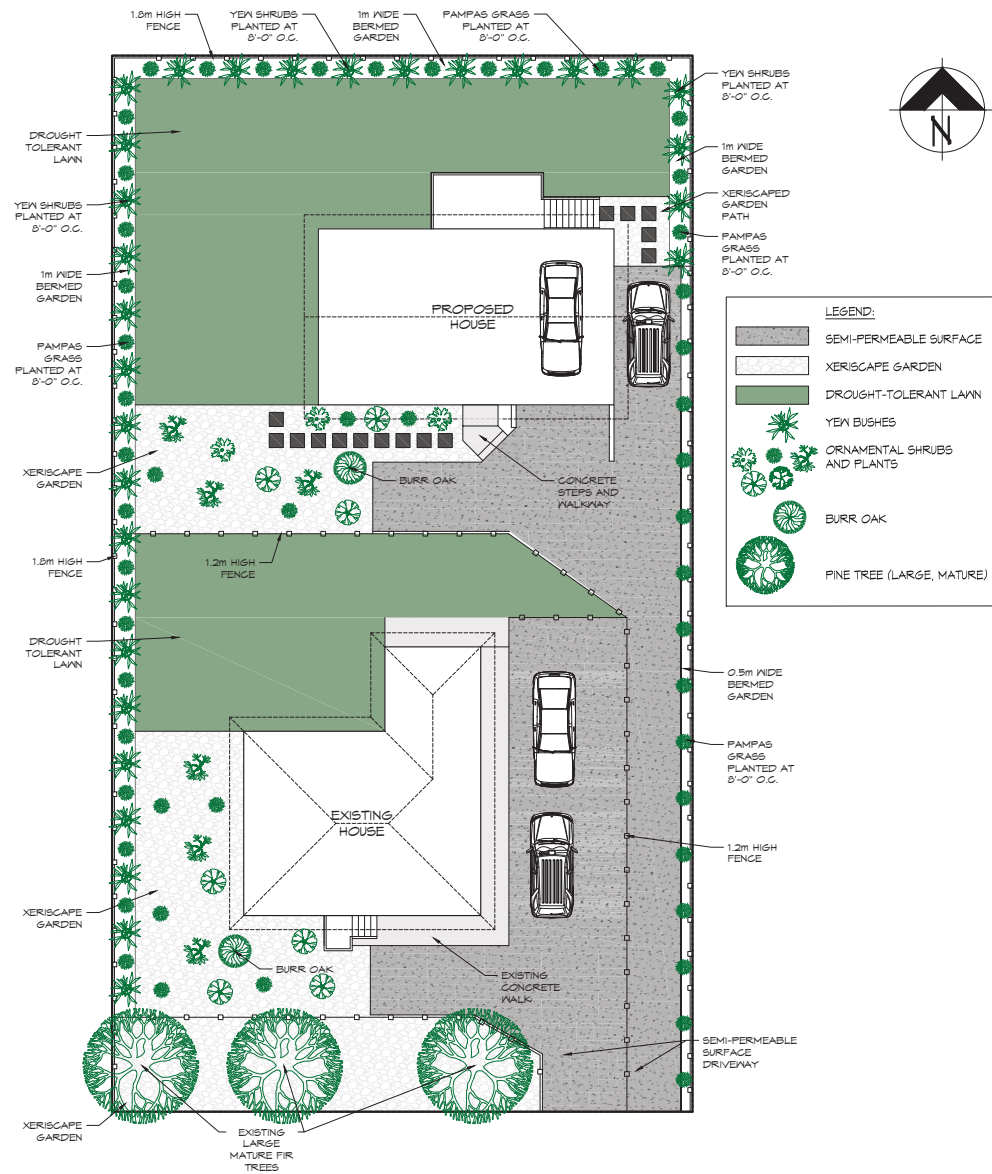 1.8m HIGH
FENCE
YEW SHRUBS
PLANTED AT
8'-0" O.C.
1m WIDE
BERMED
GARDEN
PAMPAS GRASS
PLANTED AT
8'-0" O.C.
YEW SHRUBS
PLANTED AT
8'-0" O.C.
N
DROUGHT
TOLERANT
LAWN
1m WIDE
BERMED
GARDEN
XERISCAPED
GARDEN
PATH
YEW SHRUBS
PLANTED AT
8'-0" O.C.
PAMPAS
GRASS
PLANTED AT
8'-0" O.C.
1m WIDE
BERMED
GARDEN
PROPOSED
HOUSE
PAMPAS
GRASS
PLANTED AT
8'-0" O.C.
LEGEND:
SEMI-PERMEABLE SURFACE
XERISCAPE GARDEN
DROUGHT-TOLERANT LAWN
YEW BUSHES
ORNAMENTAL SHRUBS
AND PLANTS
BURR OAK
PINE TREE (LARGE, MATURE)
XERISCAPE
GARDEN
BURR OAK
CONCRETE
STEPS AND
WALKWAY
1.8m HIGH
FENCE
1.2m HIGH
FENCE
DROUGHT
TOLERANT
LAWN
0.5m WIDE
BERMED
GARDEN
PAMPAS
GRASS
PLANTED AT
8'-0" O.C.
EXISTING
HOUSE
1.2m HIGH
FENCE
XERISCAPE
GARDEN
BURR OAK
EXISTING
CONCRETE
WALK
SEMI-PERMEABLE
SURFACE
DRIVEWAY
XERISCAPE
GARDEN
EXISTING
LARGE
MATURE FIR
TREES